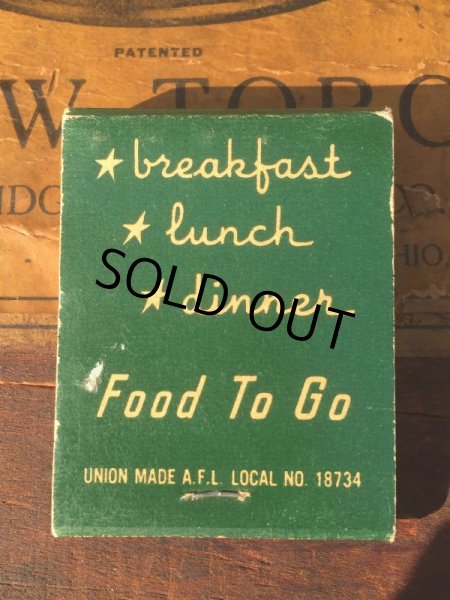 PATENTED
★ breakfast
★ lunch
★ dinner
SOLD OUT
Food To Go
UNION MADE A.F.L. LOCAL NO. 18734